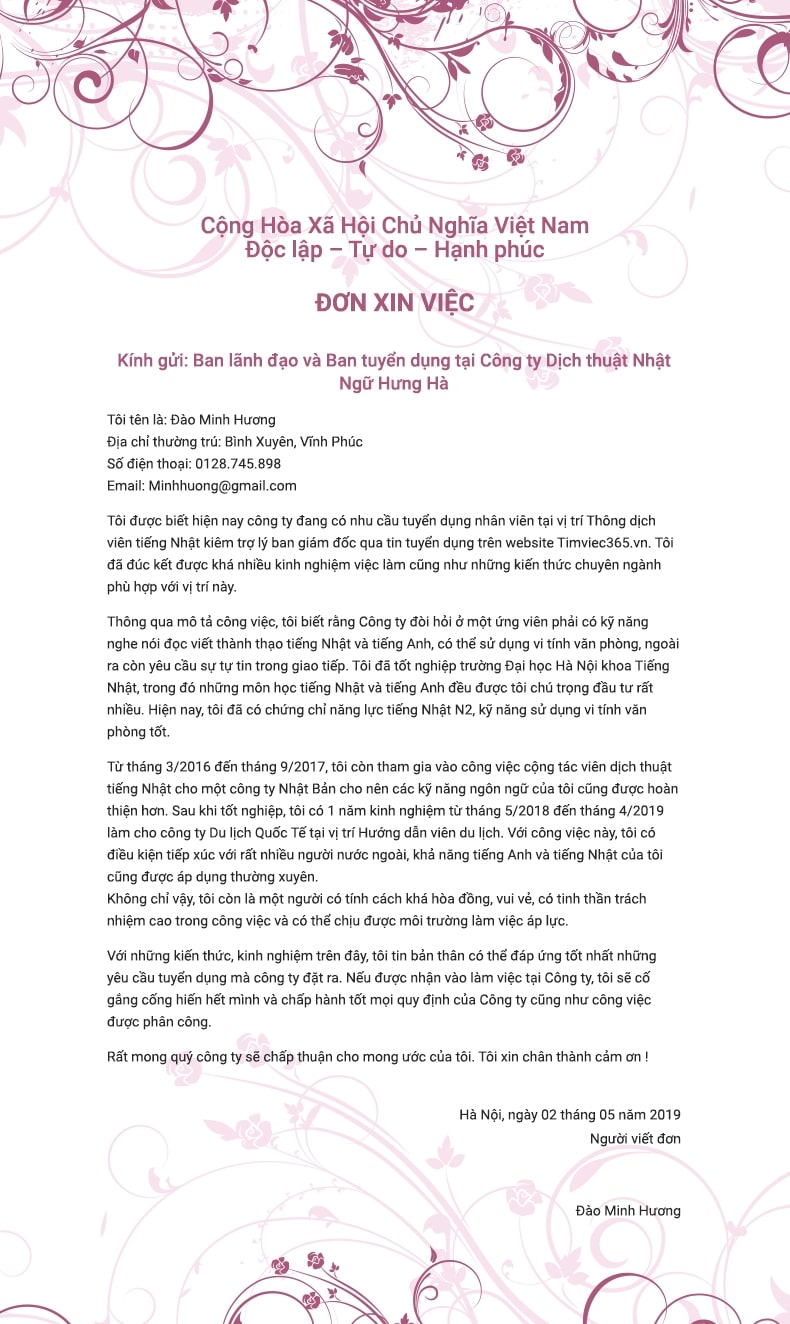 Cộng Hòa Xã Hội Chủ Nghĩa Việt Nam
Độc lập – Tự do – Hạnh phúc
ĐƠN XIN VIỆC
Kính gửi: Ban lãnh đạo và Ban tuyển dụng tại Công ty Dịch thuật Nhật
Ngữ Hưng Hà
Tôi tên là: Đào Minh Hương
Địa chỉ thường trú: Bình Xuyên, Vĩnh Phúc
Số điện thoại: 0128.745.898
Email: Minhhuong@gmail.com
Tôi được biết hiện nay công ty đang có nhu cầu tuyển dụng nhân viên tại vị trí Thông dịch
viên tiếng Nhật kiêm trợ lý ban giám đốc qua tin tuyển dụng trên website Timviec365.vn. Tôi
đã đúc kết được khá nhiều kinh nghiệm việc làm cũng như những kiến thức chuyên ngành
phù hợp với vị trí này.
Thông qua mô tả công việc, tôi biết rằng Công ty đòi hỏi ở một ứng viên phải có kỹ năng
nghe nói đọc viết thành thạo tiếng Nhật và tiếng Anh, có thể sử dụng vi tính văn phòng, ngoài
ra còn yêu cầu sự tự tin trong giao tiếp. Tôi đã tốt nghiệp trường Đại học Hà Nội khoa Tiếng
Nhật, trong đó những môn học tiếng Nhật và tiếng Anh đều được tôi chú trọng đầu tư rất
nhiều. Hiện nay, tôi đã có chứng chỉ năng lực tiếng Nhật N2, kỹ năng sử dụng vi tính văn
phòng tốt.
Từ tháng 3/2016 đến tháng 9/2017, tôi còn tham gia vào công việc cộng tác viên dịch thuật
tiếng Nhật cho một công ty Nhật Bản cho nên các kỹ năng ngôn ngữ của tôi cũng được hoàn
thiện hơn. Sau khi tốt nghiệp, tôi có 1 năm kinh nghiệm từ tháng 5/2018 đến tháng 4/2019
làm cho công ty Du lịch Quốc Tế tại vị trí Hướng dẫn viên du lịch. Với công việc này, tôi có
điều kiện tiếp xúc với rất nhiều người nước ngoài, khả năng tiếng Anh và tiếng Nhật của tôi
cũng được áp dụng thường xuyên.
Không chỉ vậy, tôi còn là một người có tính cách khá hòa đồng, vui vẻ, có tinh thần trách
nhiệm cao trong công việc và có thể chịu được môi trường làm việc áp lực.
Với những kiến thức, kinh nghiệm trên đây, tôi tin bản thân có thể đáp ứng tốt nhất những
yêu cầu tuyển dụng mà công ty đặt ra. Nếu được nhận vào làm việc tại Công ty, tôi sẽ cố
gắng cống hiến hết mình và chấp hành tốt mọi quy định của Công ty cũng như công việc
được phân công.
Rất mong quý công ty sẽ chấp thuận cho mong ước của tôi. Tôi xin chân thành cảm ơn !
Hà Nội, ngày 02 tháng 05 năm 2019
Người viết đơn
Đào Minh Hương